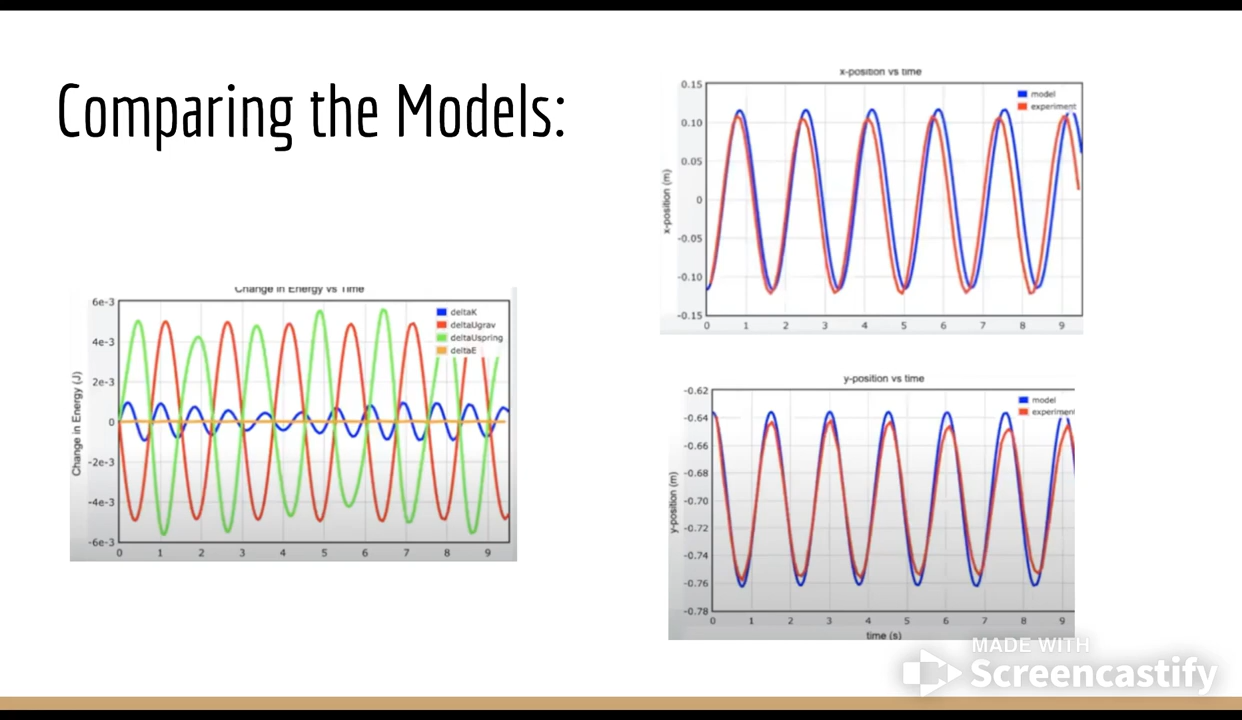 Comparing the Models:
x-position vs time
0.15
model
experiment
0.10
0.05
0
-0.05
-0.10
-0.15
x-position (m)
0 1 2 3 4 5 6 7 8 9
Change in Energy vs Time
6e-3
deltaK
deltaUgrav
deltaUspring
deltaE
4e-3
2e-3
0
-2e-3
-4e-3
-6e-3
Change in Energy (J)
0 1 2 3 4 5 6 7 8 9
y-position vs time
-0.62
model
experiment
-0.64
-0.66
-0.68
-0.70
-0.72
-0.74
-0.76
-0.78
y-position (m)
0 1 2 3 4 5 6 7 8 9
time (s)
MADE WITH
Screencastify